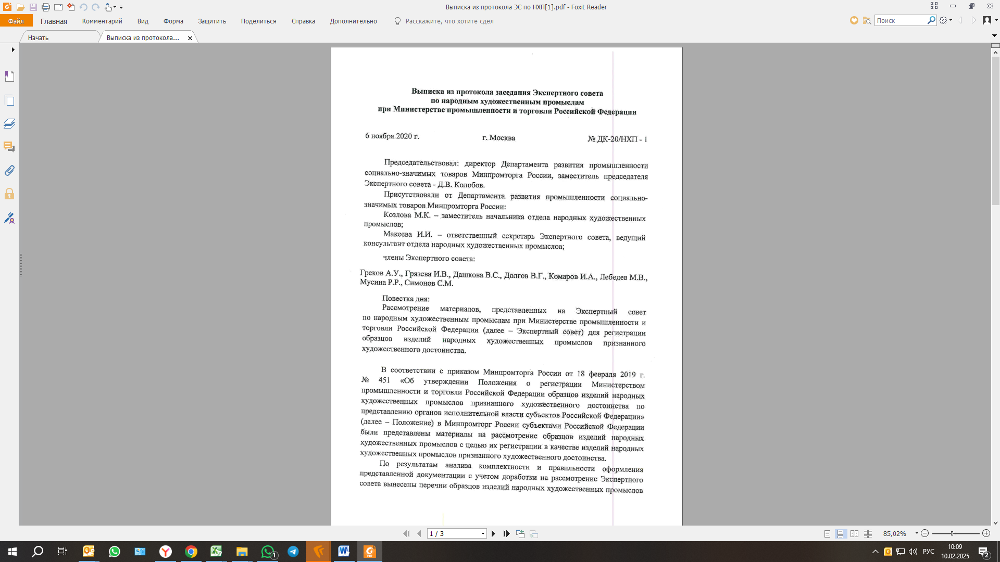 Выписка из протокола ЭС по НХП[1].pdf - Foxit Reader
Файл
Главная
Комментарий
Вид
Форма
Защитить
Поделиться
Справка
Дополнительно
Расскажите, что хотите сдел
Поиск
Начать
Выписка из протокола...
Выписка из протокола заседания Экспертного совета
по народным художественным промыслам
при Министерстве промышленности и торговли Российской Федерации
6 ноября 2020 г.
г. Москва
№ ДК-20/НХП - 1
Председательствовал: директор Департамента развития промышленности
социально-значимых товаров Минпромторга России, заместитель председателя
Экспертного совета - Д.В. Колобов.
Присутствовали от Департамента развития промышленности социально-
значимых товаров Минпромторга России:
Козлова М.К. – заместитель начальника отдела народных художественных
промыслов;
Макеева И.И. – ответственный секретарь Экспертного совета, ведущий
консультант отдела народных художественных промыслов;
члены Экспертного совета:
Греков А.У., Грязева И.В., Дашкова В.С., Долгов В.Г., Комаров И.А., Лебедев М.В.,
Мусина Р.Р., Симонов С.М.
Повестка дня:
Рассмотрение материалов, представленных на Экспертный совет
по народным художественным промыслам при Министерстве промышленности и
торговли Российской Федерации (далее – Экспертный совет) для регистрации
образцов изделий народных художественных промыслов признанного
художественного достоинства.
В соответствии с приказом Минпромторга России от 18 февраля 2019 г.
№ 451 «Об утверждении Положения о регистрации Министерством
промышленности и торговли Российской Федерации образцов изделий народных
художественных промыслов признанного художественного достоинства по
представлению органов исполнительной власти субъектов Российской Федерации»
(далее – Положение) в Минпромторг России субъектами Российской Федерации
были представлены материалы на рассмотрение образцов изделий народных
художественных промыслов с целью их регистрации в качестве изделий народных
художественных промыслов признанного художественного достоинства.
По результатам анализа комплектности и правильности оформления
представленной документации с учетом доработки на рассмотрение Экспертного
совета вынесены перечни образцов изделий народных художественных промыслов
1 / 3
85,02%
1
РУС
10:09
10.02.2025
2